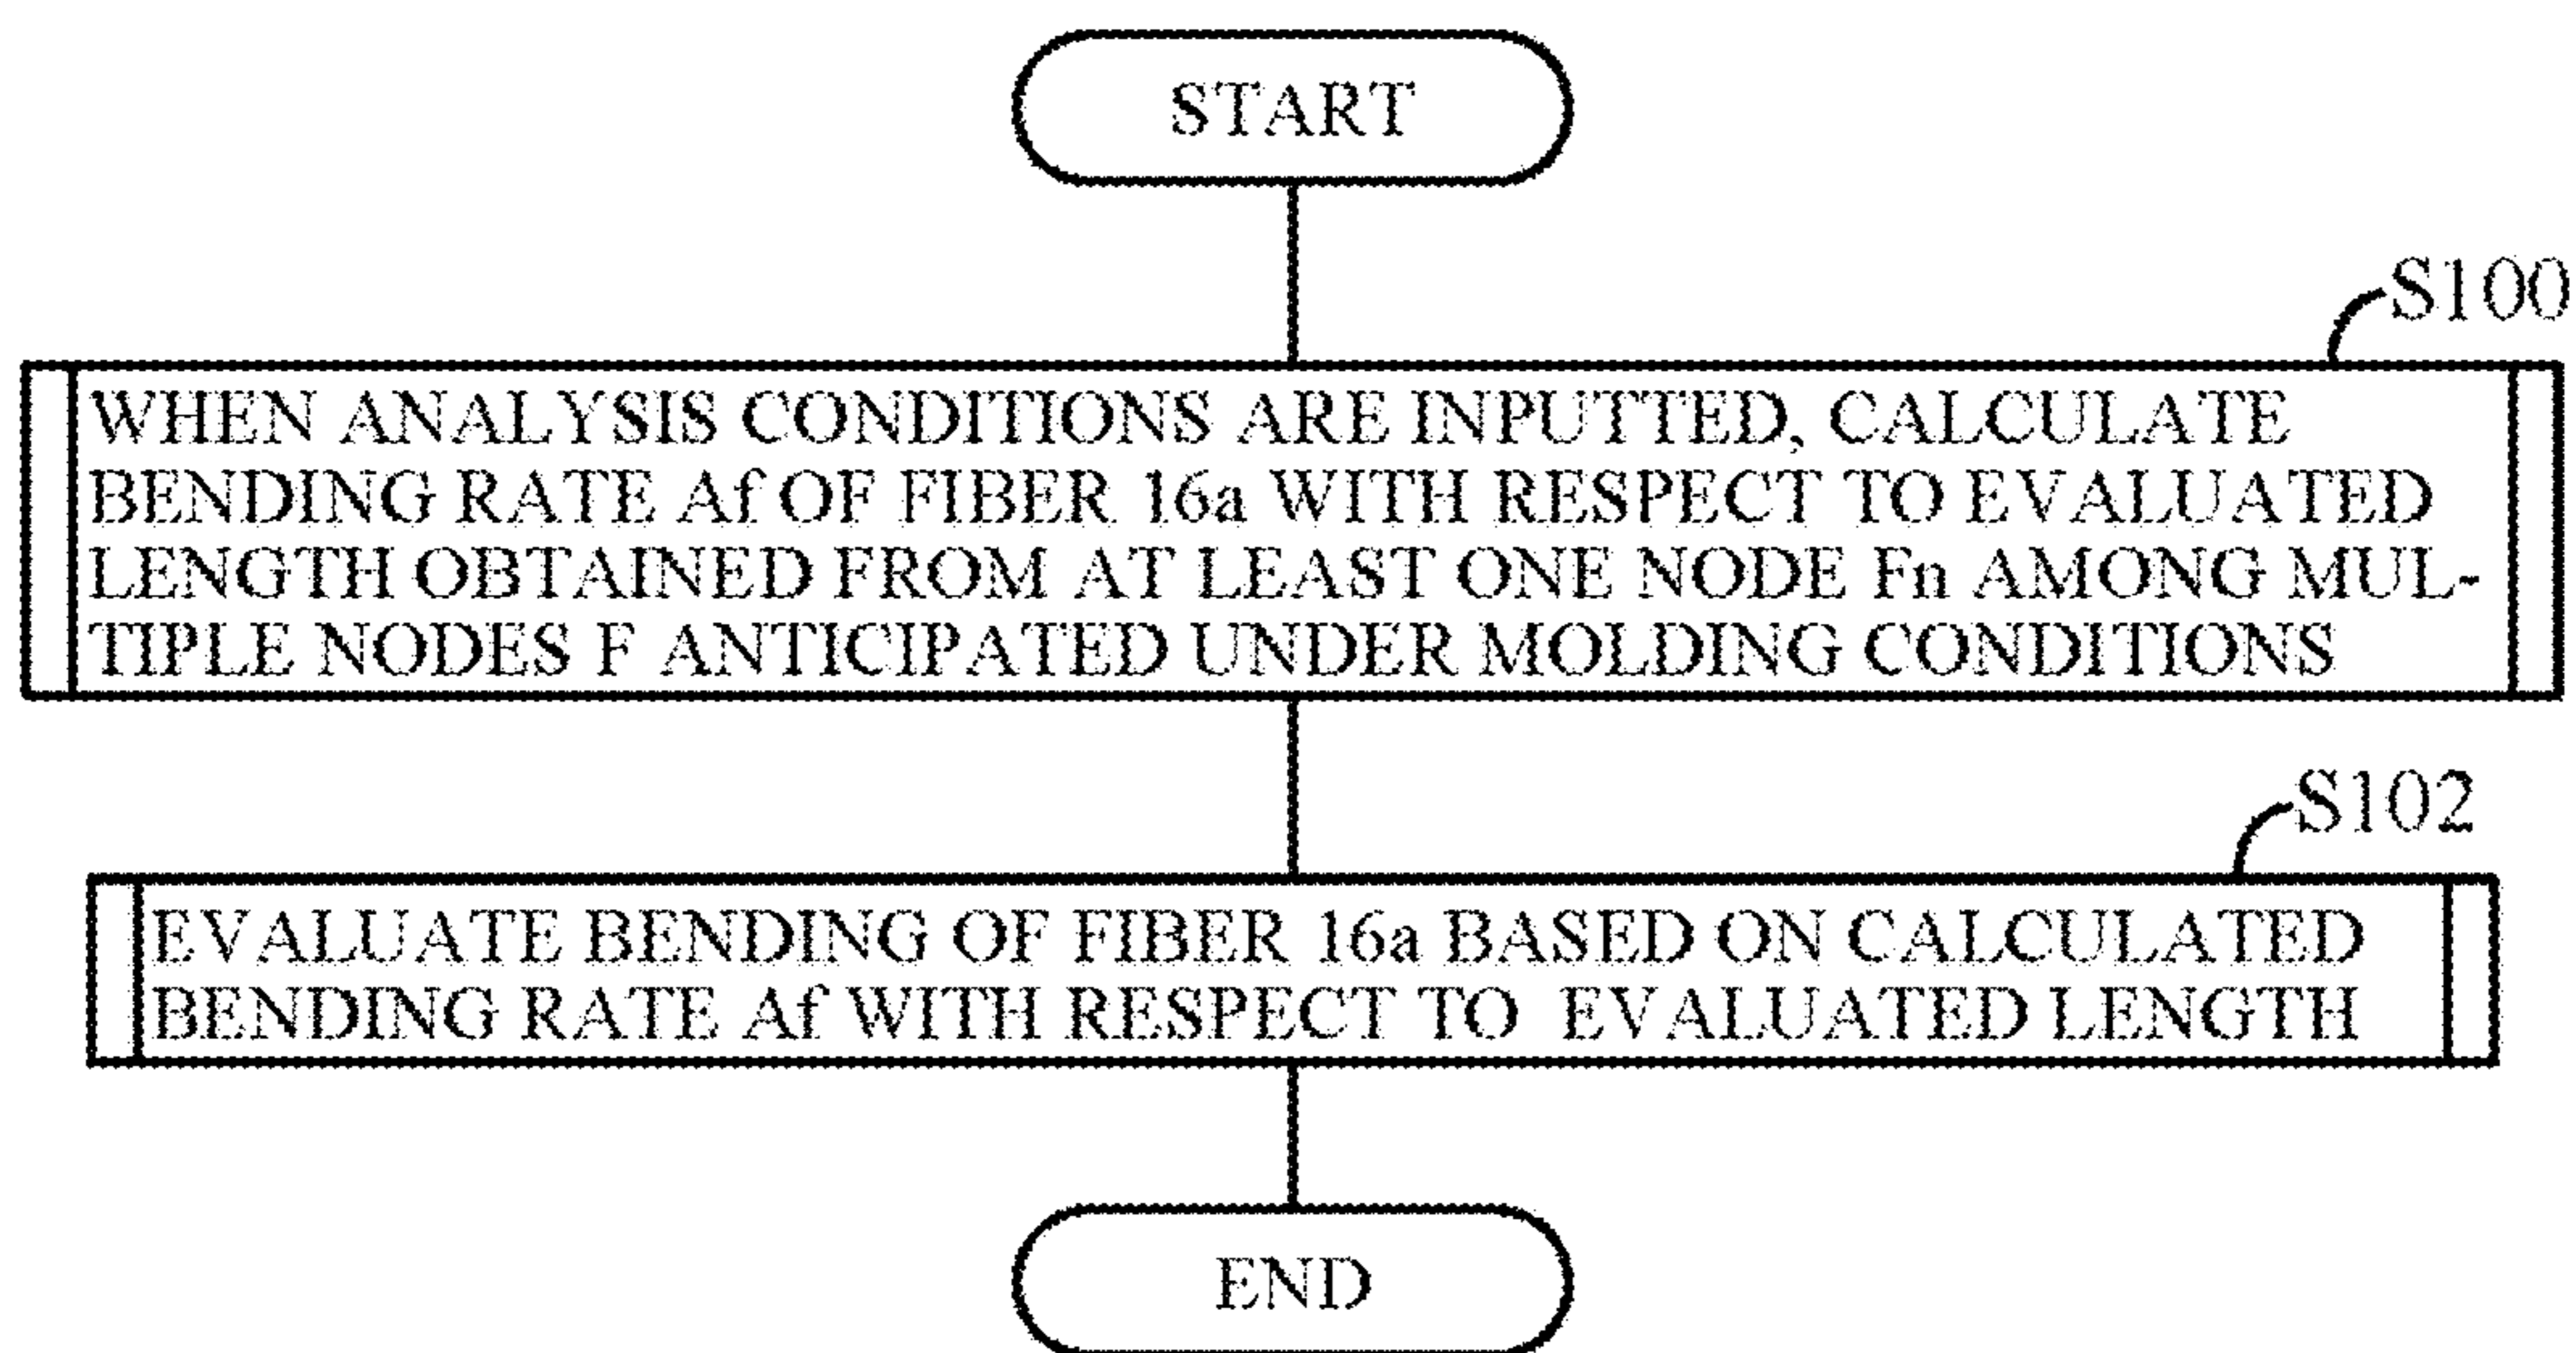 START
S100
WHEN ANALYSIS CONDITIONS ARE INPUTTED, CALCULATE
BENDING RATE Af OF FIBER 16a WITH RESPECT TO EVALUATED
LENGTH OBTAINED FROM AT LEAST ONE NODE Fn AMONG MUL-
TIPLE NODES F ANTICIPATED UNDER MOLDING CONDITIONS
S102
EVALUATE BENDING OF FIBER 16a BASED ON CALCULATED
BENDING RATE Af WITH RESPECT TO EVALUATED LENGTH
END